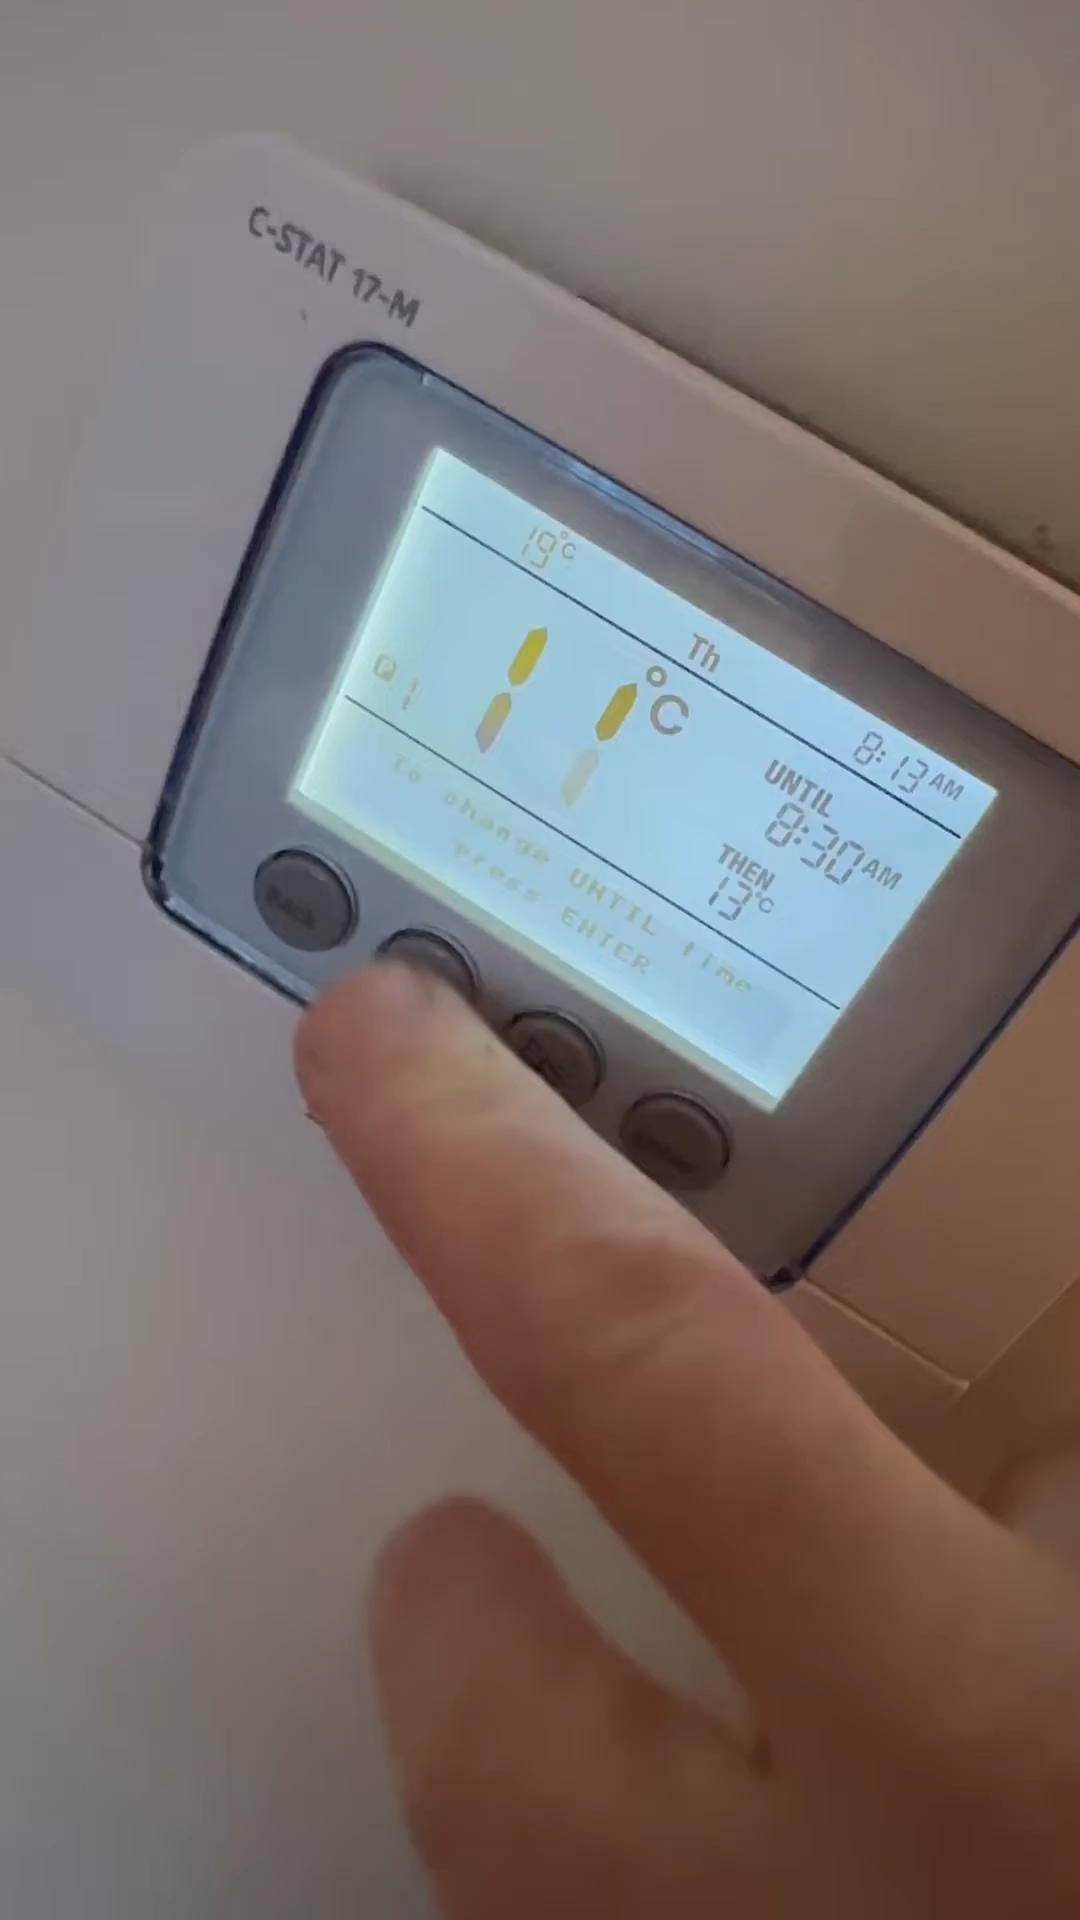 C-STAT 17-M
19°C
Th
8:13 AM
P 1
11°C
UNTIL
8:30 AM
THEN
13°C
To change UNTIL time
Press ENTER
Back